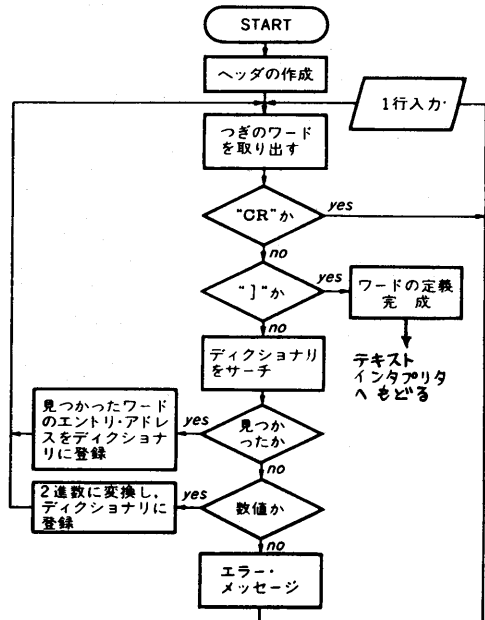 START
ヘッダの作成
1行入力
つぎのワード
を取り出す
"CR"か
yes
no
"]"か
yes
ワードの定義
完 成
no
テキスト
インタプリタ
へもどる
ディクショナリ
をサーチ
見つかったワード
のエントリ・アドレ
スをディクショナ
リに登録
yes
見つか
ったか
no
2進数に変換し,
ディクショナリに
登録
yes
数値か
no
エラー・
メッセージ